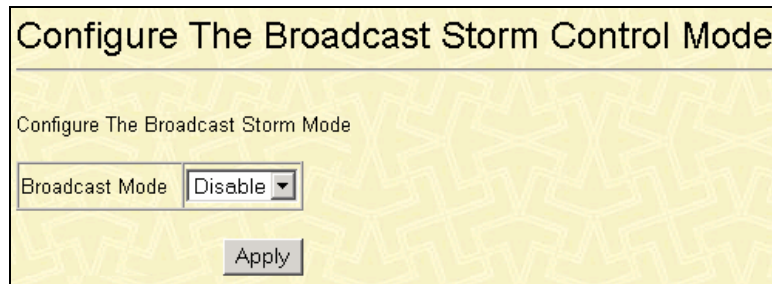 Configure The Broadcast Storm Control Mode
Configure The Broadcast Storm Mode
Broadcast Mode Disable
Apply